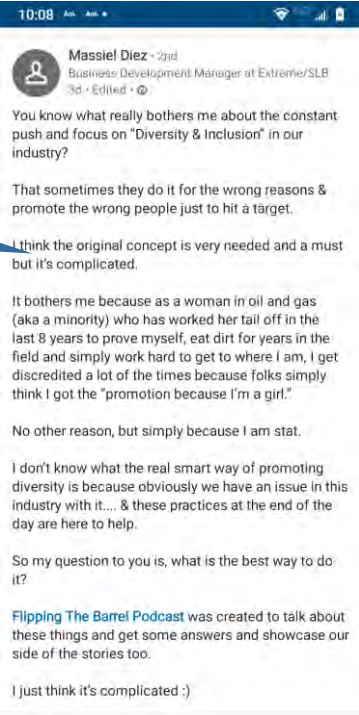 10:08 Aol. Aol. •
Massiel Diez • 2nd
Business Development Manager at Extreme/SLB
3d • Edited •
You know what really bothers me about the constant
push and focus on "Diversity & Inclusion" in our
industry?
That sometimes they do it for the wrong reasons &
promote the wrong people just to hit a target.
I think the original concept is very needed and a must
but it's complicated.
It bothers me because as a woman in oil and gas
(aka a minority) who has worked her tail off in the
last 8 years to prove myself, eat dirt for years in the
field and simply work hard to get to where I am, I get
discredited a lot of the times because folks simply
think I got the "promotion because I'm a girl."
No other reason, but simply because I am stat.
I don't know what the real smart way of promoting
diversity is because obviously we have an issue in this
industry with it.... & these practices at the end of the
day are here to help.
So my question to you is, what is the best way to do
it?
Flipping The Barrel Podcast was created to talk about
these things and get some answers and showcase our
side of the stories too.
I just think it's complicated :)